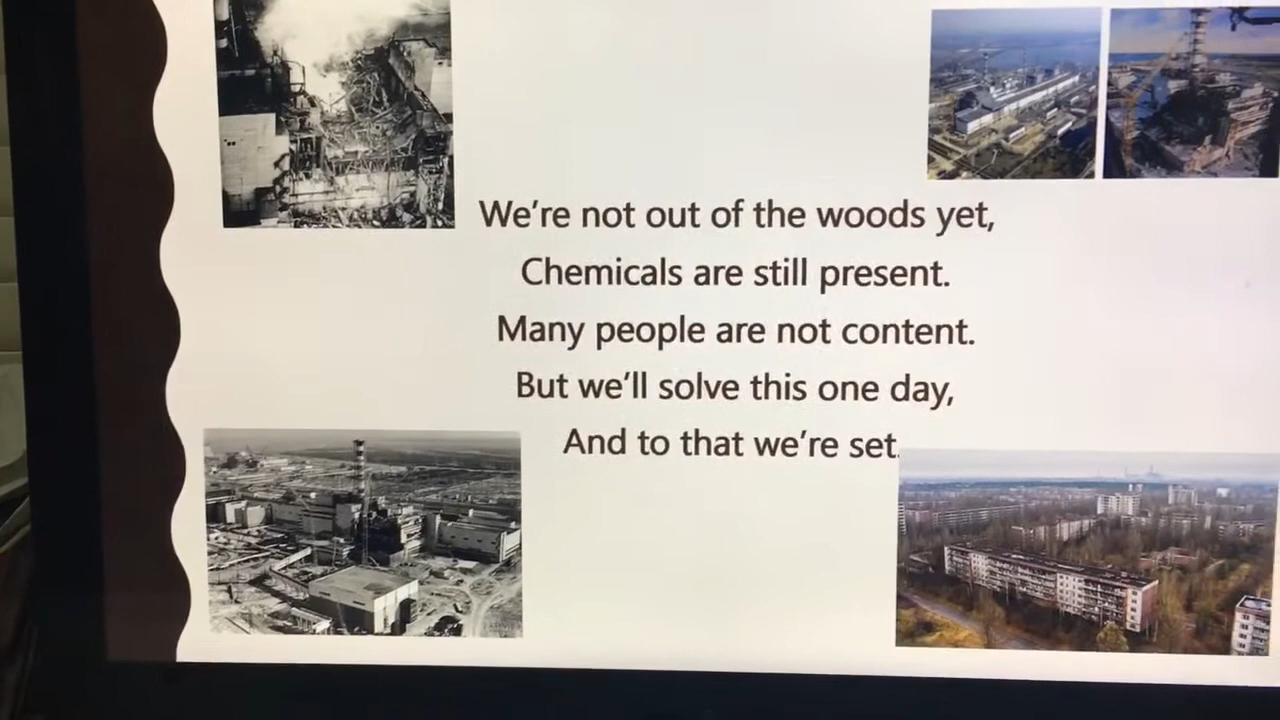 We're not out of the woods yet,
Chemicals are still present.
Many people are not content.
But we'll solve this one day,
And to that we're set.